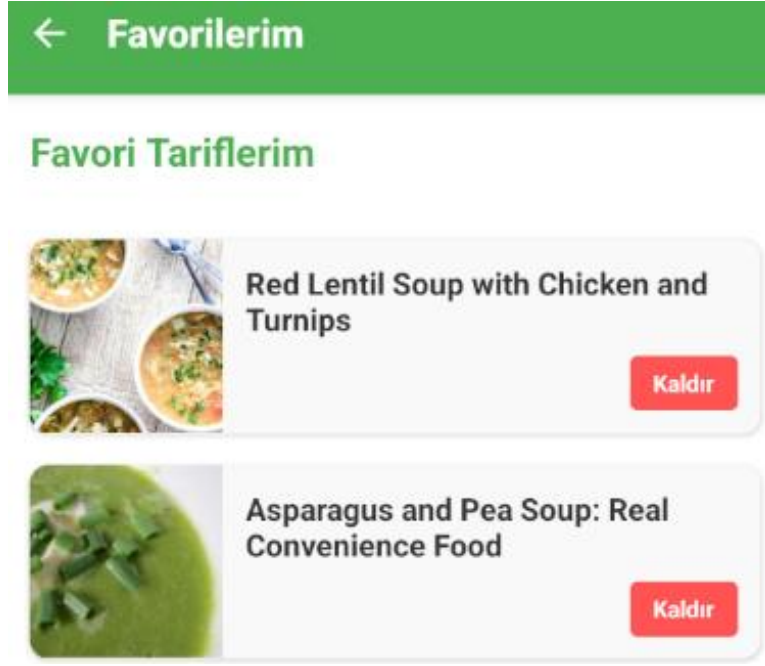 Favorilerim
Favori Tariflerim
Red Lentil Soup with Chicken and
Turnips
Kaldır
Asparagus and Pea Soup: Real
Convenience Food
Kaldır